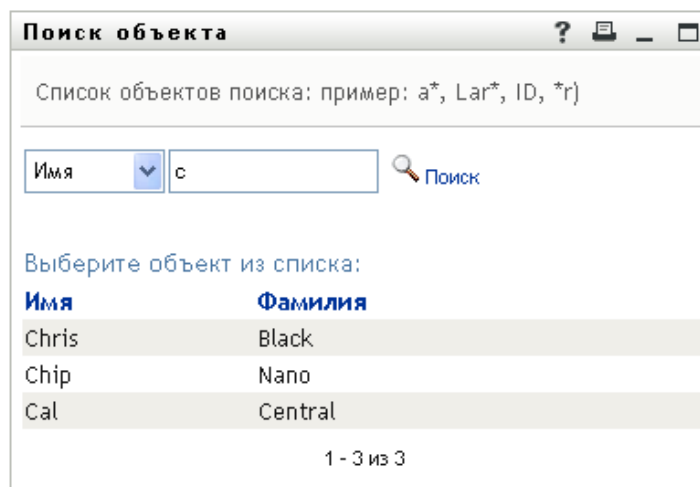 Поиск объекта ?
Список объектов поиска: пример: a*, Lar*, ID, *r)
Имя c Поиск
Выберите объект из списка:
Имя Фамилия
Chris Black
Chip Nano
Cal Central
1 - 3 из 3